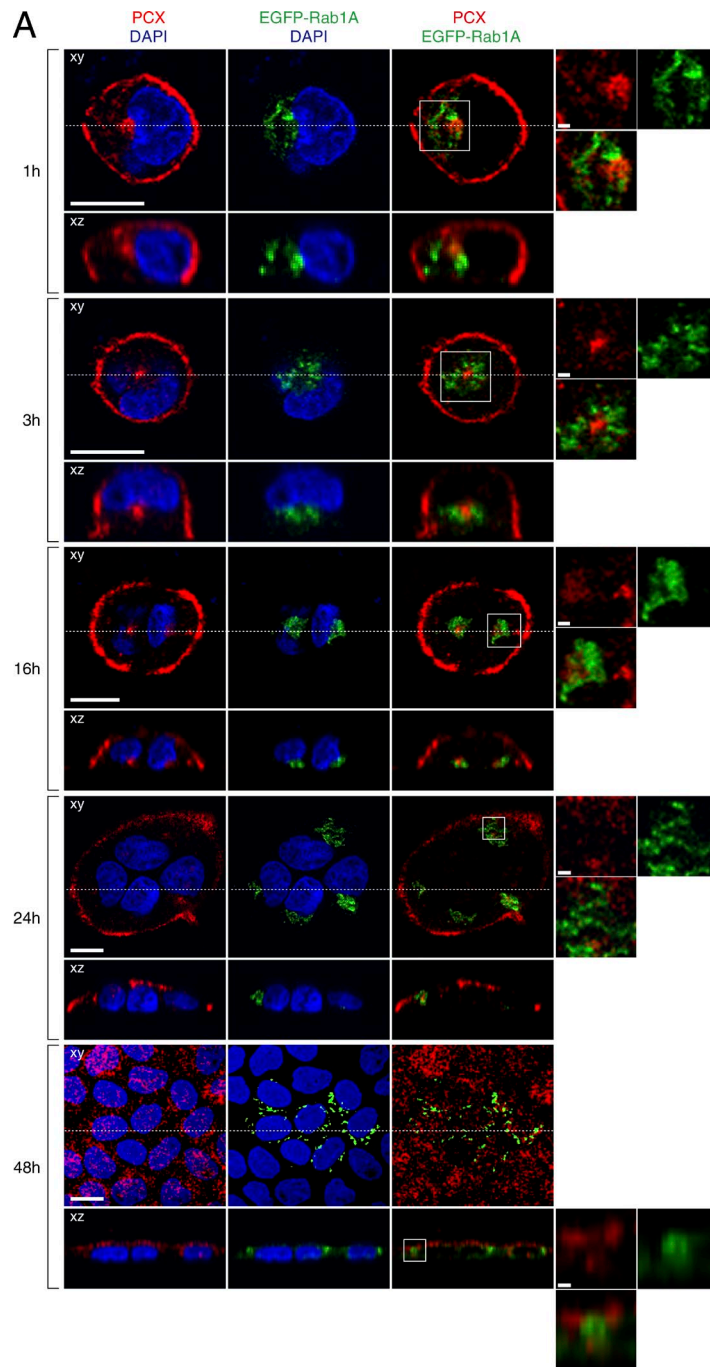 A
PCX EGFP-Rab1A PCX
DAPI DAPI EGFP-Rab1A
xy
1h
xz
xy
3h
xz
xy
16h
xz
xy
24h
xz
xy
48h
xz